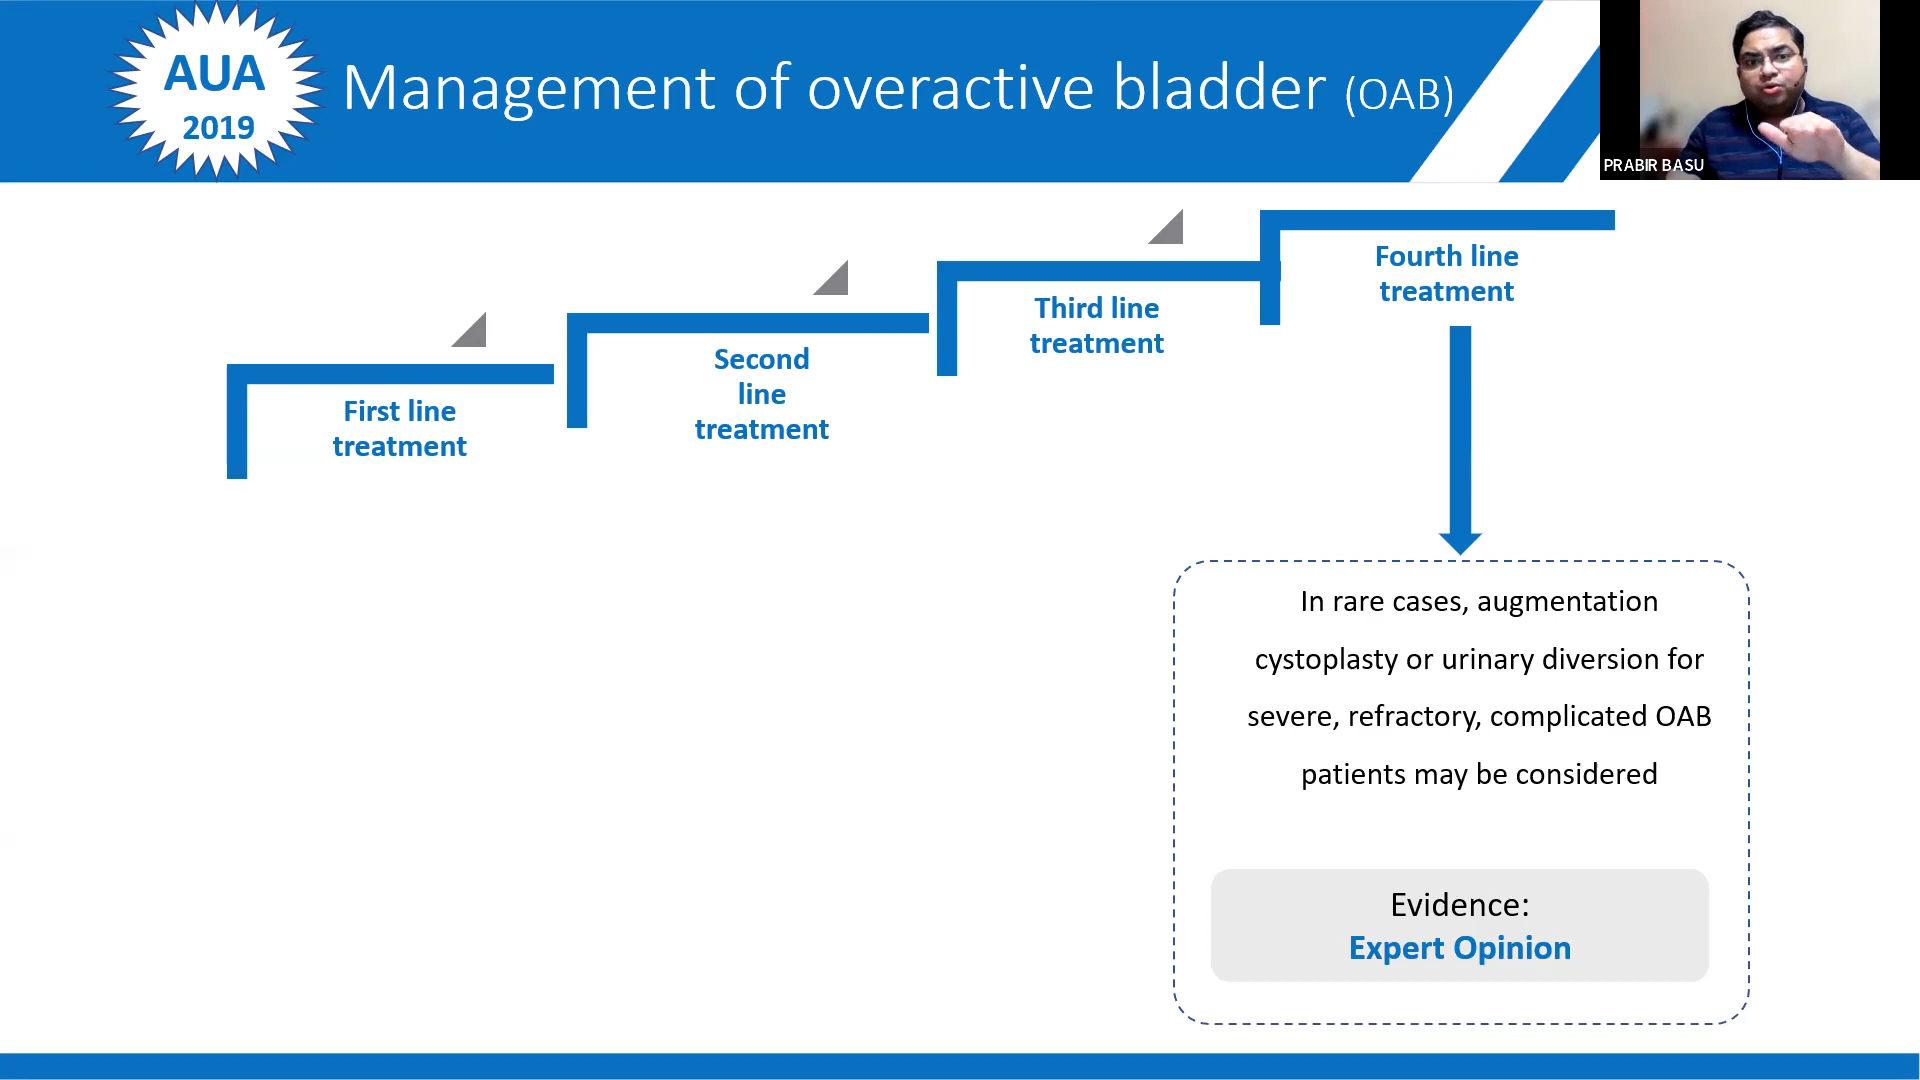 AUA
2019
Management of overactive bladder (OAB)
PRABIR BASU
First line
treatment
Second
line
treatment
Third line
treatment
Fourth line
treatment
In rare cases, augmentation
cystoplasty or urinary diversion for
severe, refractory, complicated OAB
patients may be considered
Evidence:
Expert Opinion